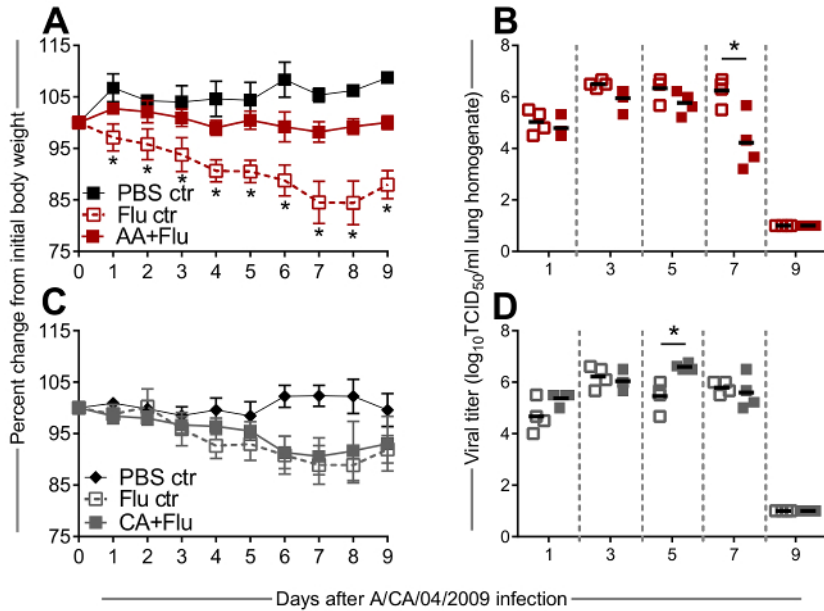 A
115
105
95
85
75
*
*
*
*
*
*
*
*
*
PBS ctr
Flu ctr
AA+Flu
0 1 2 3 4 5 6 7 8 9
B
8
6
4
2
0
*
1 3 5 7 9
C
115
105
95
85
75
PBS ctr
Flu ctr
CA+Flu
0 1 2 3 4 5 6 7 8 9
D
8
6
4
2
0
*
1 3 5 7 9
Percent change from initial body weight
Viral titer (log10TCID50/ml lung homogenate)
Days after A/CA/04/2009 infection